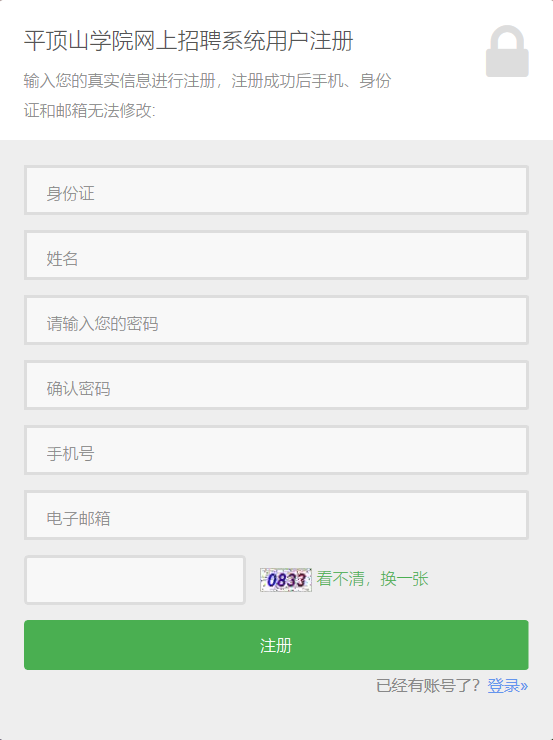 平顶山学院网上招聘系统用户注册
输入您的真实信息进行注册，注册成功后手机、身份
证和邮箱无法修改:
身份证
姓名
请输入您的密码
确认密码
手机号
电子邮箱
0833 看不清，换一张
注册
已经有账号了？登录»